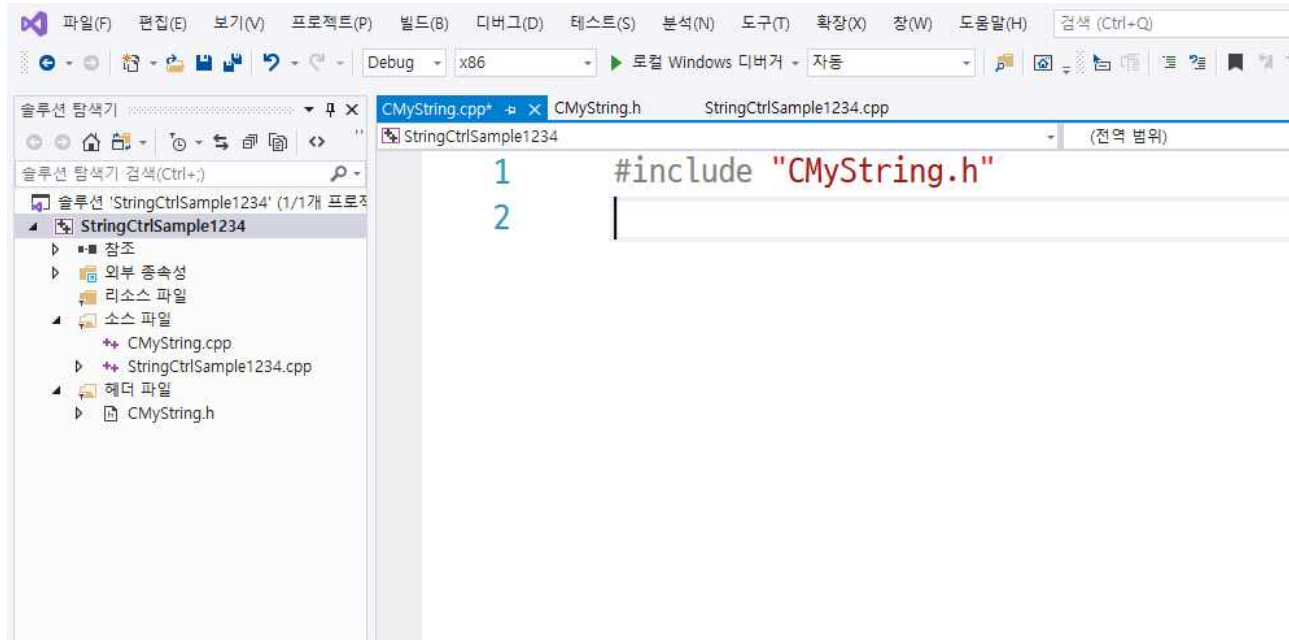 파일(F) 편집(E) 보기(V) 프로젝트(P) 빌드(B) 디버그(D) 테스트(S) 분석(N) 도구(T) 확장(X) 창(W) 도움말(H) 검색 (Ctrl+Q)
Debug x86 로컬 Windows 디버거 자동
솔루션 탐색기
솔루션 탐색기 검색(Ctrl+;)
솔루션 'StringCtrlSample1234' (1/1개 프로젝
StringCtrlSample1234
참조
외부 종속성
리소스 파일
소스 파일
CMyString.cpp
StringCtrlSample1234.cpp
헤더 파일
CMyString.h
CMyString.cpp* CMyString.h StringCtrlSample1234.cpp
StringCtrlSample1234 (전역 범위)
1 #include "CMyString.h"
2